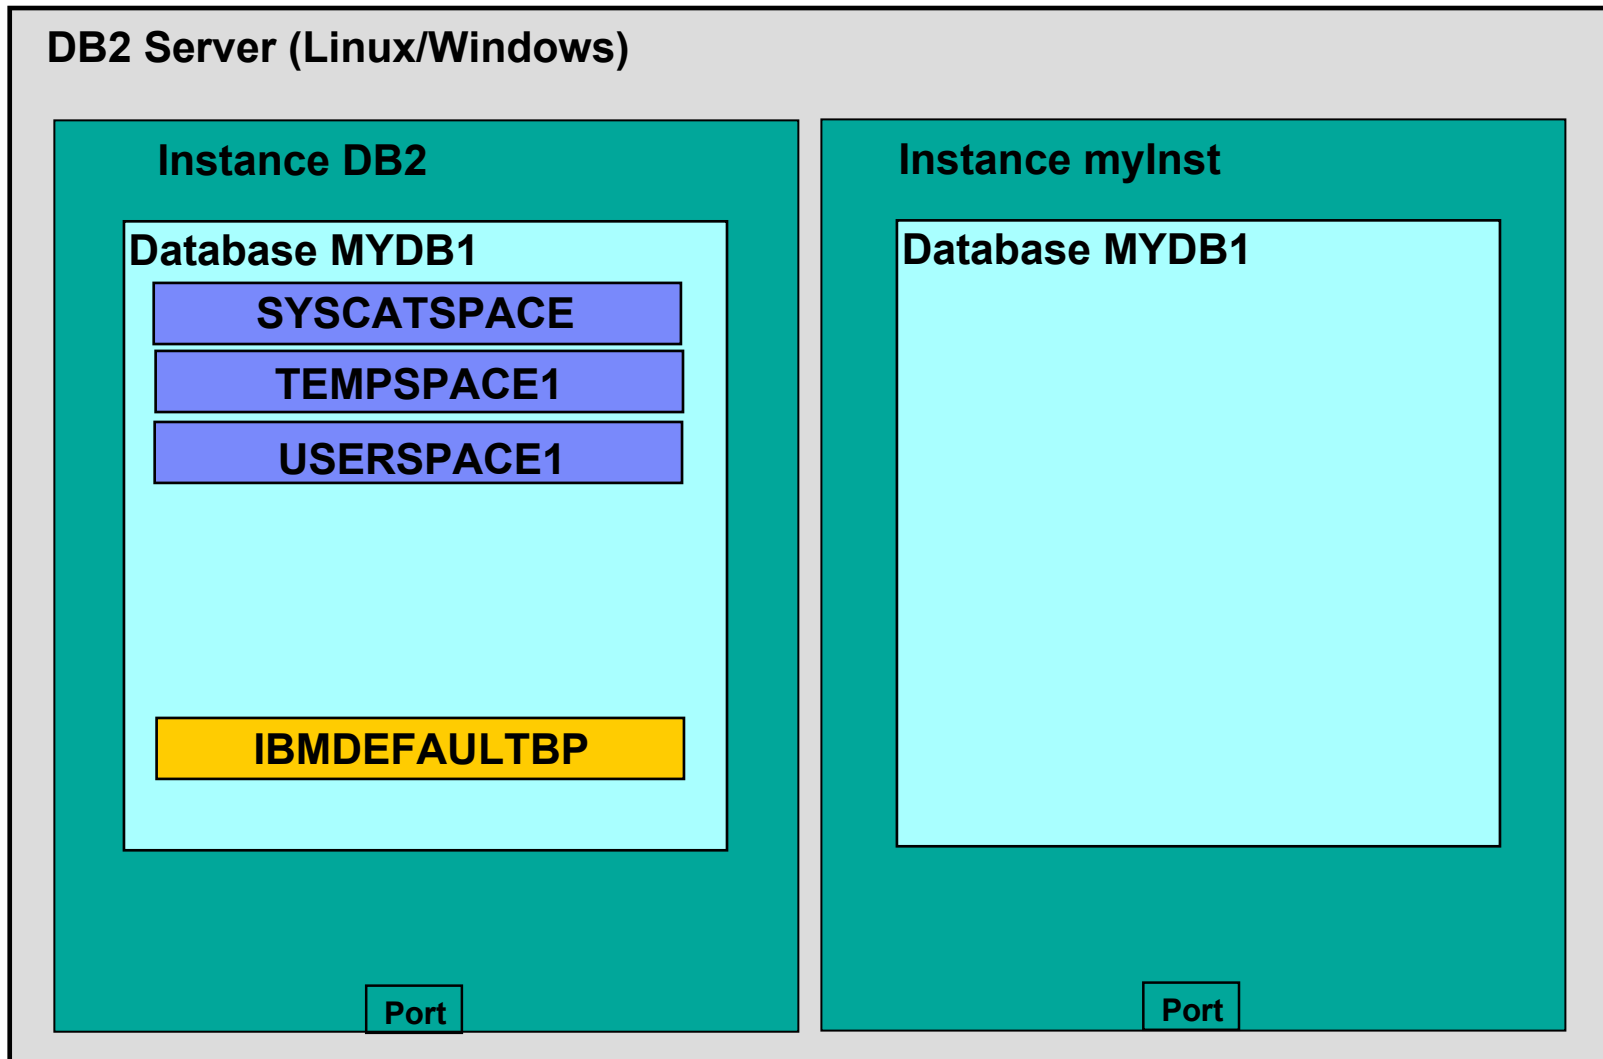 DB2 Server (Linux/Windows)
Instance DB2
Database MYDB1
SYSCATSPACE
TEMPSPACE1
USERSPACE1
IBMDEFAULTBP
Port
Instance myInst
Database MYDB1
Port